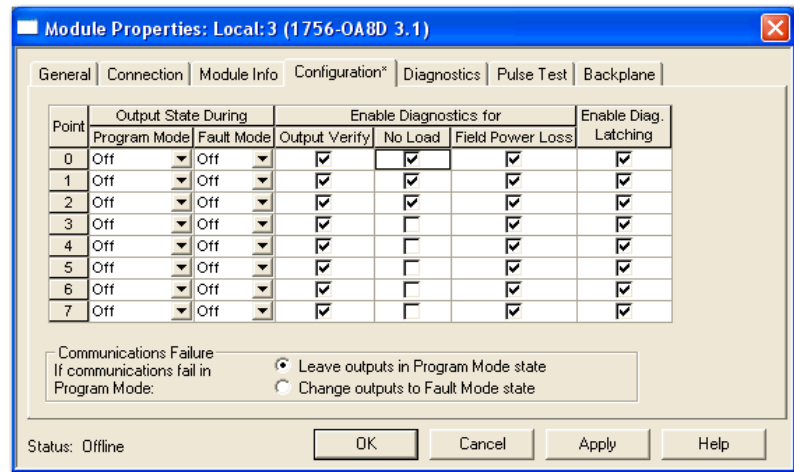 Module Properties: Local:3 (1756-OA8D 3.1)
General Connection Module Info Configuration* Diagnostics Pulse Test Backplane
Point Output State During Enable Diagnostics for Enable Diag. Latching
Program Mode Fault Mode Output Verify No Load Field Power Loss
0 Off Off
1 Off Off
2 Off Off
3 Off Off
4 Off Off
5 Off Off
6 Off Off
7 Off Off
Communications Failure
If communications fail in Program Mode:
Leave outputs in Program Mode state
Change outputs to Fault Mode state
Status: Offline
OK Cancel Apply Help